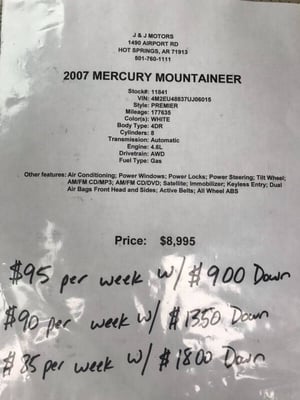 J & J MOTORS
1490 AIRPORT RD
HOT SPRINGS, AR 71913
501-760-1111
2007 MERCURY MOUNTAINEER
Stock#: 11841
VIN: 4M2EU48837UJ06015
Style: PREMIER
Mileage: 177635
Color(s): WHITE
Body Type: 4DR
Cylinders: 8
Transmission: Automatic
Engine: 4.6L
Drivetrain: AWD
Fuel Type: Gas
Other features: Air Conditioning; Power Windows; Power Locks; Power Steering; Tilt Wheel;
AM/FM CD/MP3; AM/FM CD/DVD; Satellite; Immobilizer; Keyless Entry; Dual
Air Bags Front Head and Sides; Active Belts; All Wheel ABS
Price: $8,995
$95 per week w/ $900 Down
$90 per week w/ $1350 Down
$85 per week w/ $1800 Down